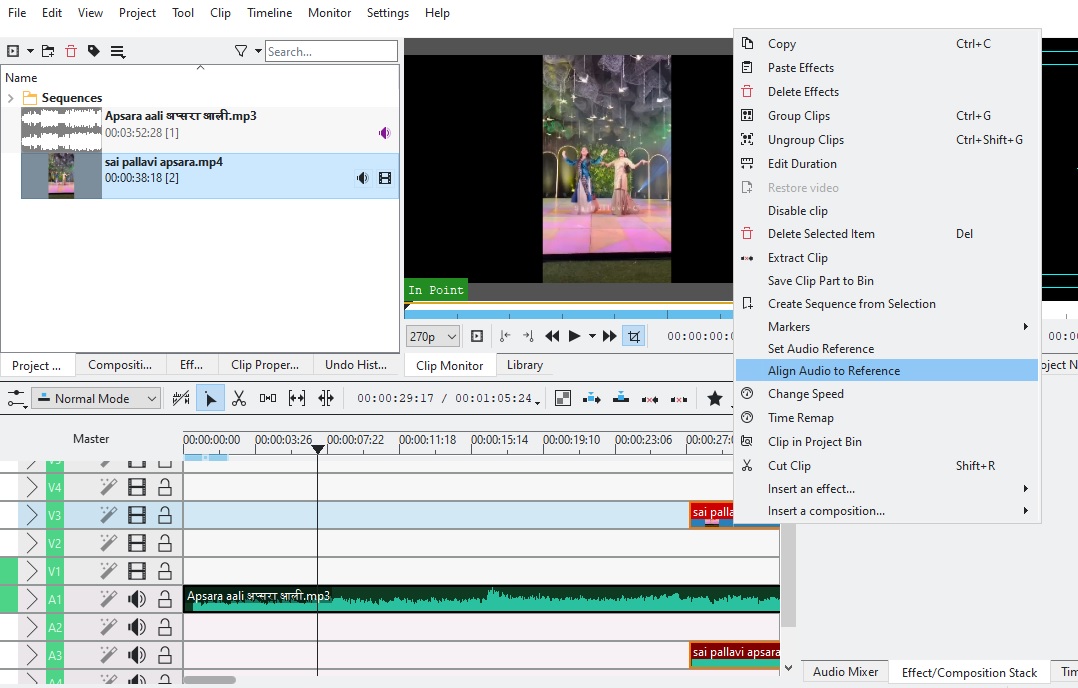 File Edit View Project Tool Clip Timeline Monitor Settings Help
Search...
Name
Sequences
Apsara aali अप्सरा आली.mp3
00:03:52:28 [1]
sai pallavi apsara.mp4
00:00:38:18 [2]
In Point
270p
00:00:00:0
00:0
Project ... Compositi... Eff... Clip Proper... Undo Hist...
Clip Monitor Library
oject N
Copy Ctrl+C
Paste Effects
Delete Effects
Group Clips Ctrl+G
Ungroup Clips Ctrl+Shift+G
Edit Duration
Restore video
Disable clip
Delete Selected Item Del
Extract Clip
Save Clip Part to Bin
Create Sequence from Selection
Markers
Set Audio Reference
Align Audio to Reference
Change Speed
Time Remap
Clip in Project Bin
Cut Clip Shift+R
Insert an effect...
Insert a composition...
Normal Mode
00:00:29:17 / 00:01:05:24
Master
00:00:00:00 00:00:03:26 00:00:07:22 00:00:11:18 00:00:15:14 00:00:19:10 00:00:23:06 00:00:27:0
V4
V3 sai palla
V2
V1
A1 Apsara aali अप्सरा आली.mp3
A2
A3 sai pallavi apsara
A4
Audio Mixer Effect/Composition Stack Tim